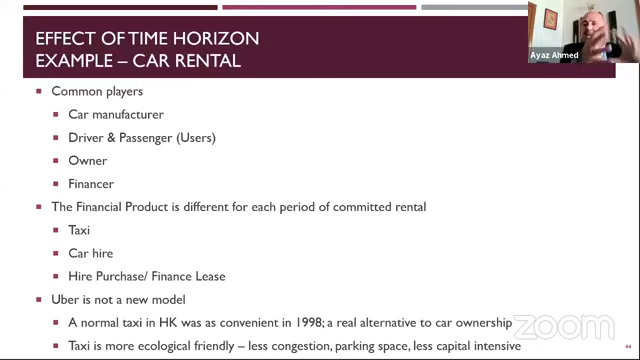 EFFECT OF TIME HORIZON
EXAMPLE – CAR RENTAL
Ayaz Ahmed
Common players
Car manufacturer
Driver & Passenger (Users)
Owner
Financer
The Financial Product is different for each period of committed rental
Taxi
Car hire
Hire Purchase/ Finance Lease
Uber is not a new model
A normal taxi in HK was as convenient in 1998; a real alternative to car ownership
Taxi is more ecological friendly – less congestion, parking space, less capital intensive
zoom
44